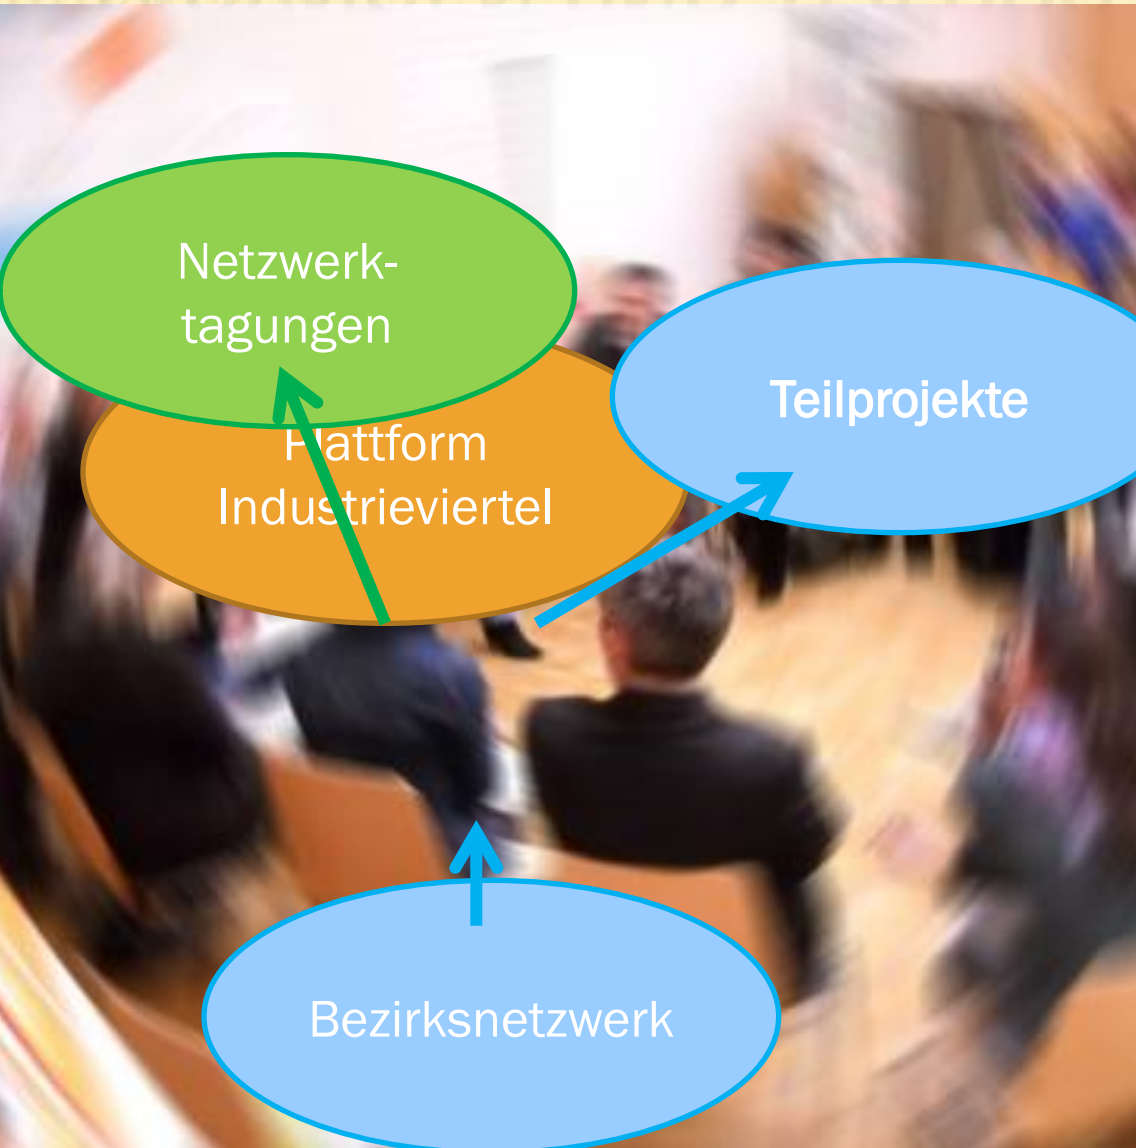 Netzwerk-
tagungen
Teilprojekte
Plattform
Industrieviertel
Bezirksnetzwerk